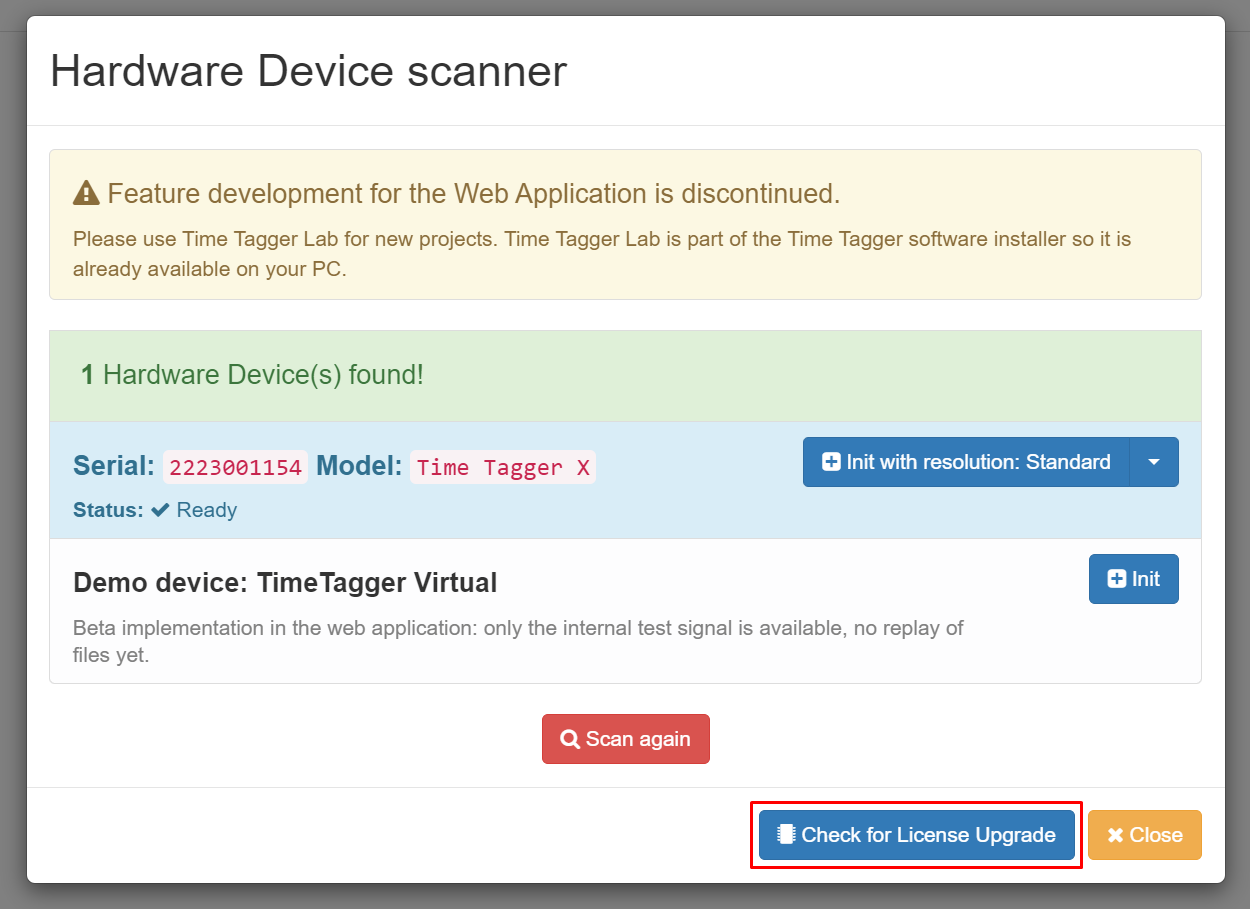 Hardware Device scanner
Feature development for the Web Application is discontinued.
Please use Time Tagger Lab for new projects. Time Tagger Lab is part of the Time Tagger software installer so it is
already available on your PC.
1 Hardware Device(s) found!
Serial: 2223001154 Model: Time Tagger X
Init with resolution: Standard
Status: Ready
Demo device: TimeTagger Virtual
Init
Beta implementation in the web application: only the internal test signal is available, no replay of
files yet.
Scan again
Check for License Upgrade
Close